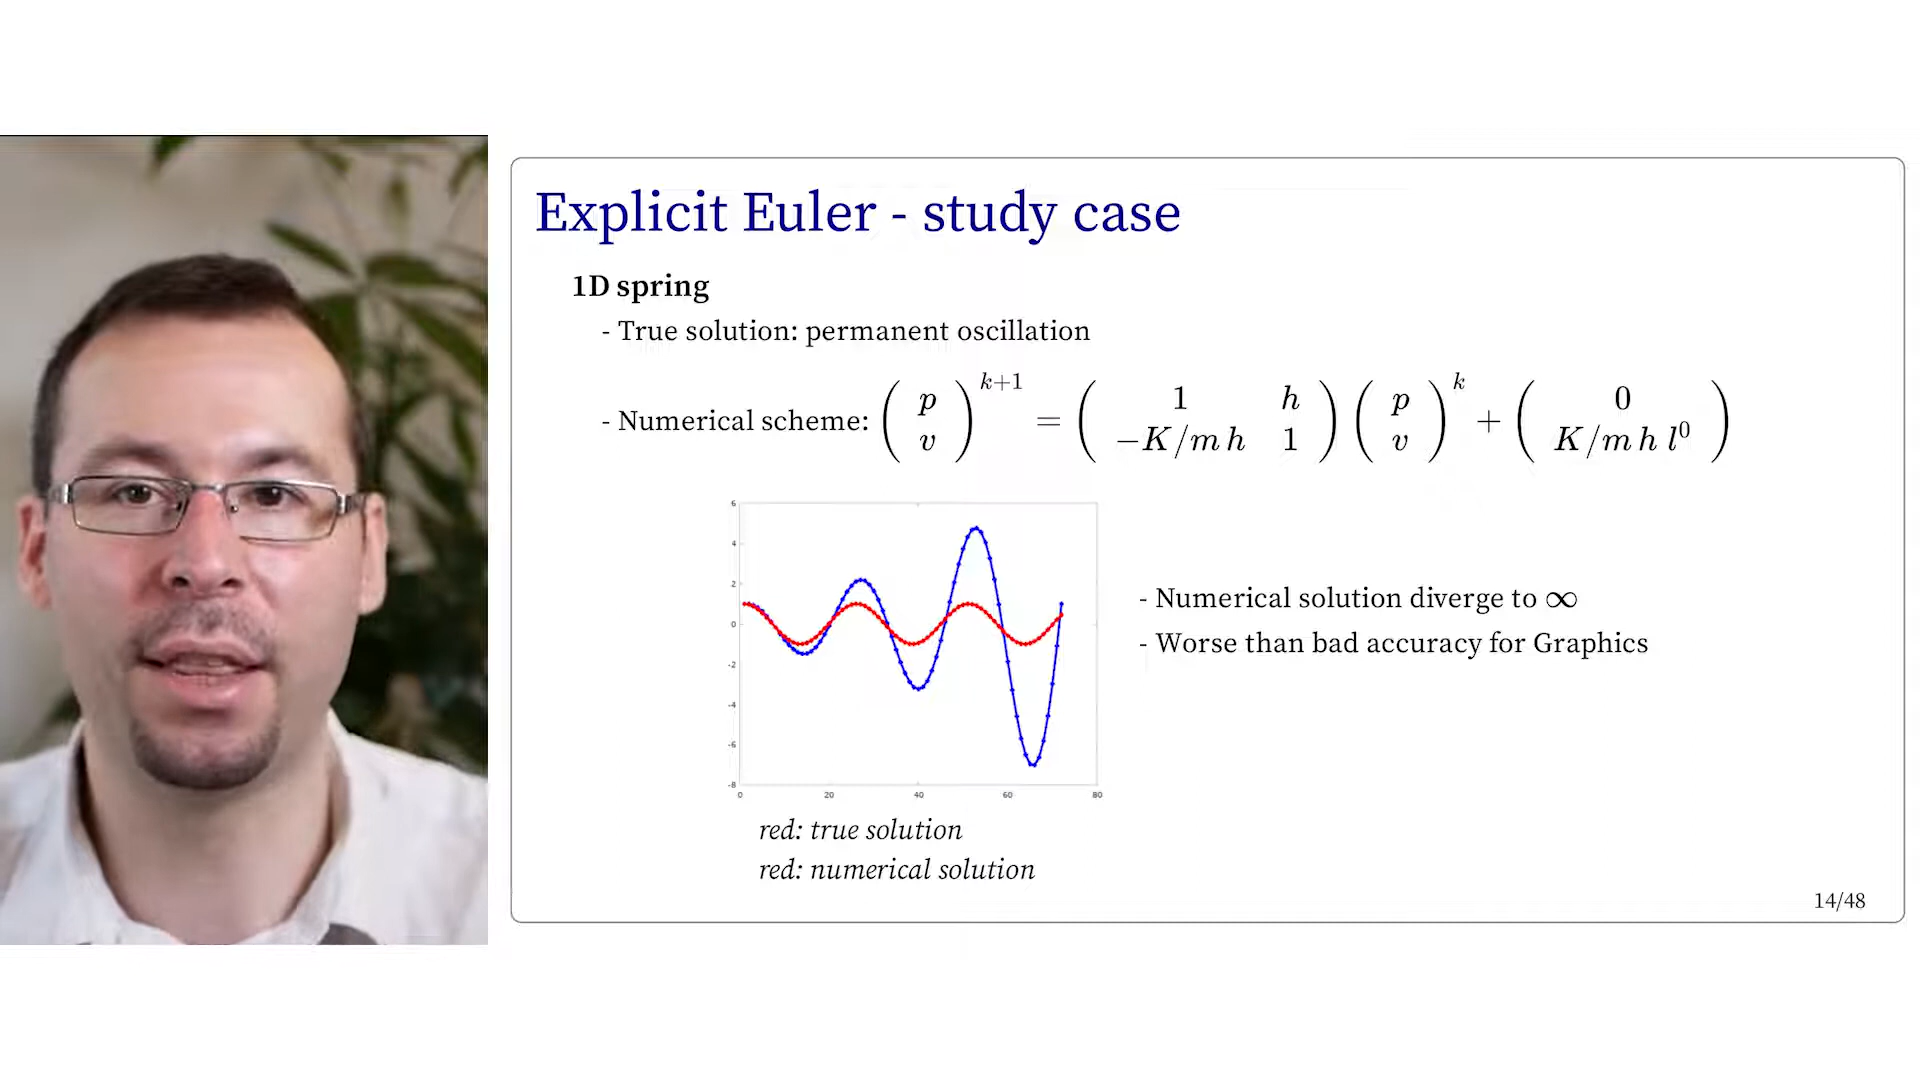 Explicit Euler - study case
1D spring
- True solution: permanent oscillation
- Numerical scheme: ( p v )^{k+1} = ( 1 h −K/m h 1 ) ( p v )^k + ( 0 K/m h l^0 )
6
4
2
0
-2
-4
-6
-8
0 20 40 60 80
- Numerical solution diverge to ∞
- Worse than bad accuracy for Graphics
red: true solution
red: numerical solution
14/48